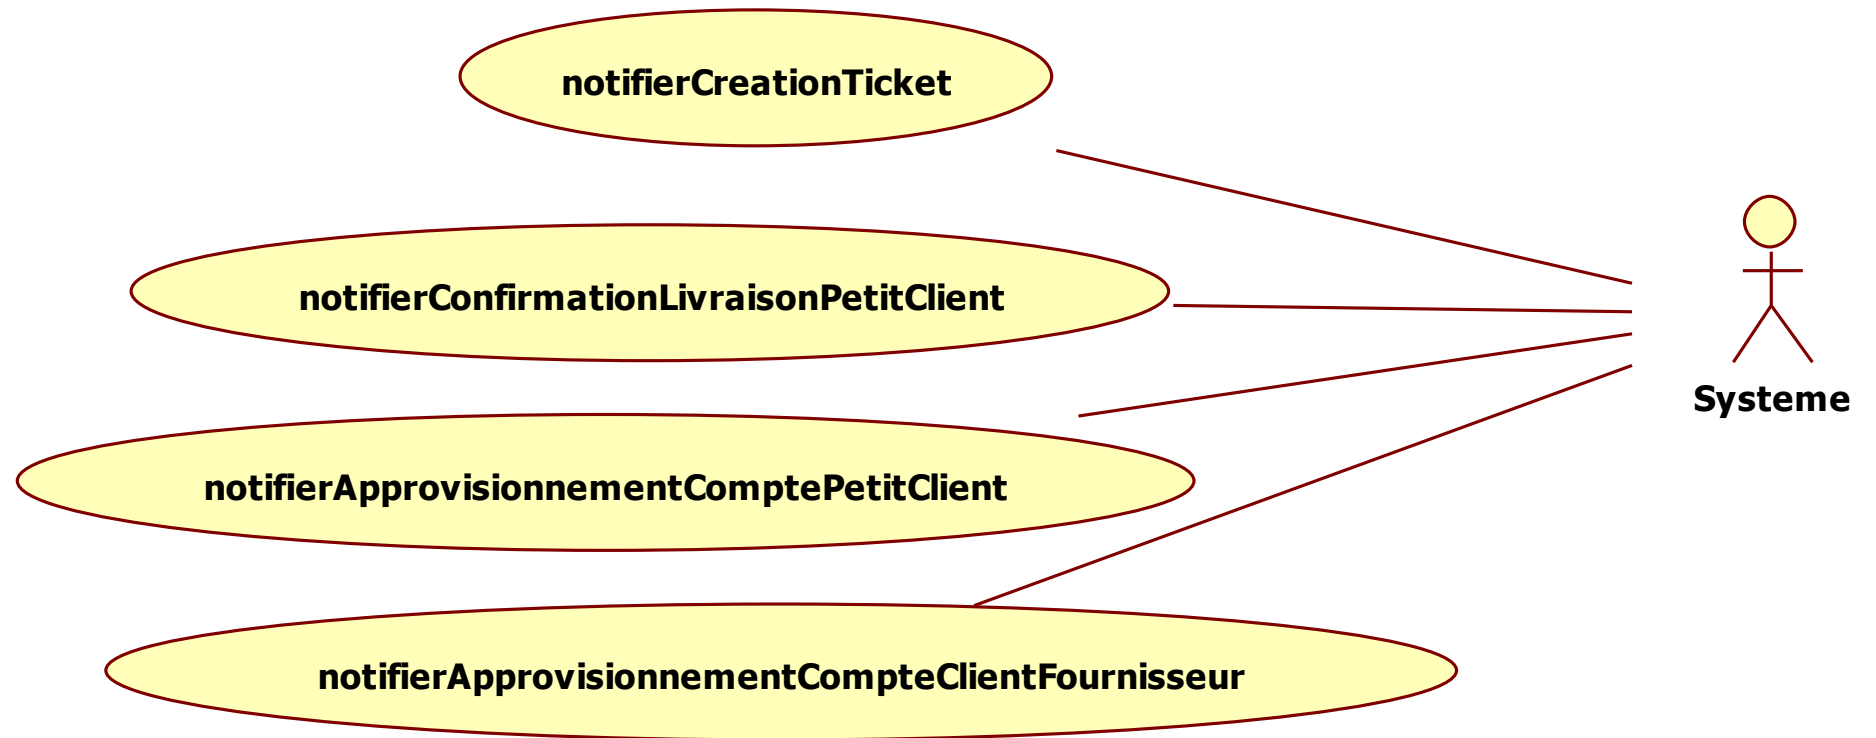 notifierCreationTicket
notifierConfirmationLivraisonPetitClient
Systeme
notifierApprovisionnementComptePetitClient
notifierApprovisionnementCompteClientFournisseur